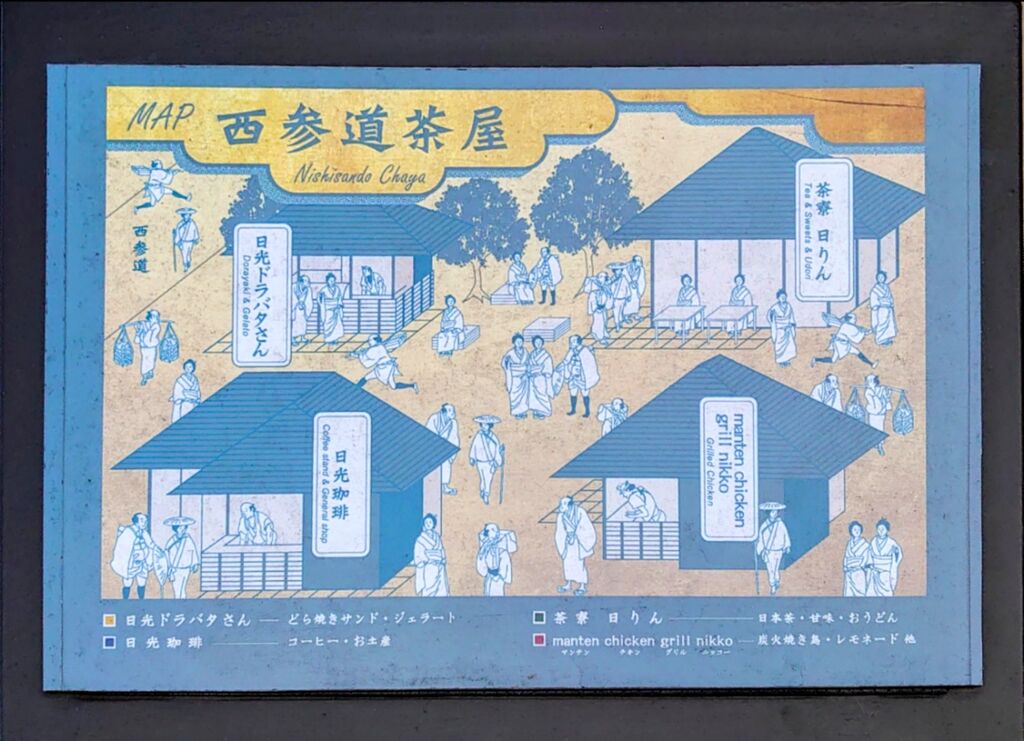 MAP 西参道茶屋
Nishisando Chaya
西参道
日光ドラバタさん
Dorayaki & Gelato
茶寮 日りん
Tea & Sweets & Udon
日光珈琲
Coffee stand & General shop
manten chicken
grill nikko
Grilled Chicken
日光ドラバタさん ― どら焼きサンド・ジェラート
日光珈琲 ― コーヒー・お土産
茶寮 日りん ― 日本茶・甘味・おうどん
manten chicken grill nikko ― 炭火焼き鳥・レモネード 他
マンテン チキン グリル ニッコー